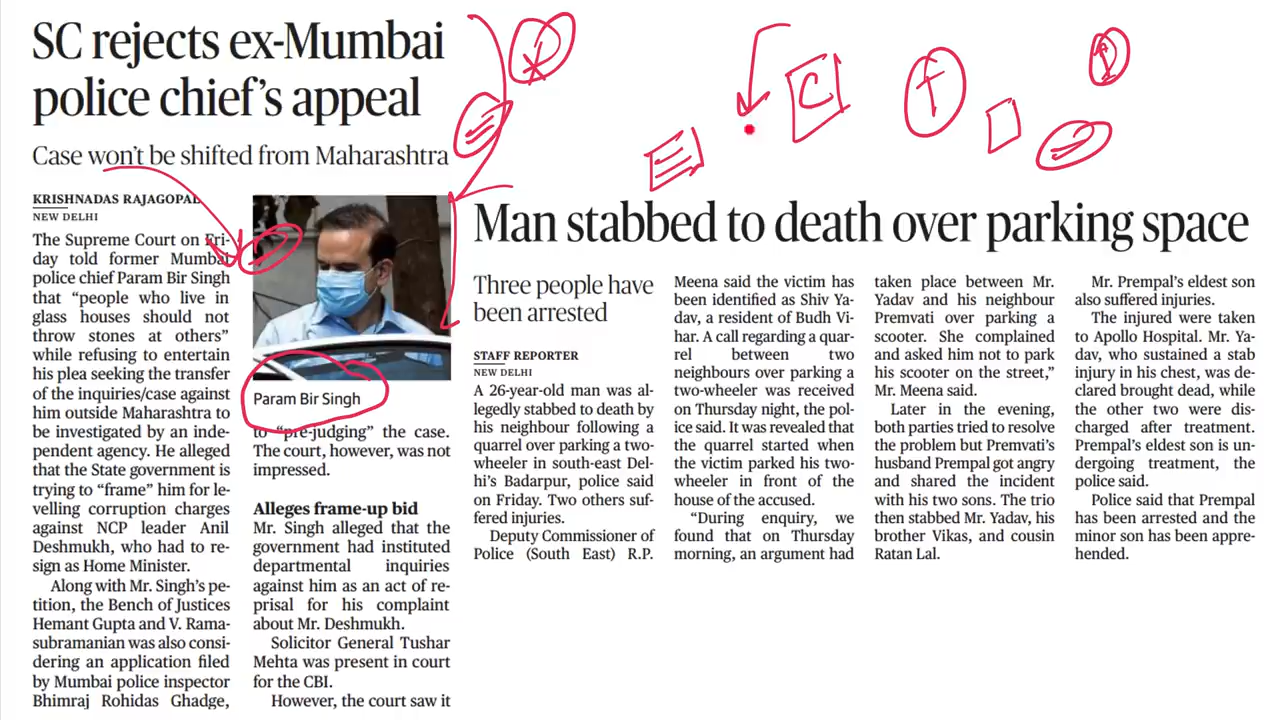 SC rejects ex-Mumbai
police chief's appeal
Case won't be shifted from Maharashtra
KRISHNADAS RAJAGOPAL
NEW DELHI
The Supreme Court on Fri-
day told former Mumbai
police chief Param Bir Singh
that “people who live in
glass houses should not
throw stones at others”
while refusing to entertain
his plea seeking the transfer
of the inquiries/case against
him outside Maharashtra to
be investigated by an inde-
pendent agency. He alleged
that the State government is
trying to “frame” him for le-
velling corruption charges
against NCP leader Anil
Deshmukh, who had to re-
sign as Home Minister.
Along with Mr. Singh's pe-
tition, the Bench of Justices
Hemant Gupta and V. Rama-
subramanian was also consi-
dering an application filed
by Mumbai police inspector
Bhimraj Rohidas Ghadge,
Param Bir Singh
to “pre-judging” the case.
The court, however, was not
impressed.
Alleges frame-up bid
Mr. Singh alleged that the
government had instituted
departmental inquiries
against him as an act of re-
prisal for his complaint
about Mr. Deshmukh.
Solicitor General Tushar
Mehta was present in court
for the CBI.
However, the court saw it
C
Man stabbed to death over parking space
Three people have
been arrested
STAFF REPORTER
NEW DELHI
A 26-year-old man was al-
legedly stabbed to death by
his neighbour following a
quarrel over parking a two-
wheeler in south-east Del-
hi's Badarpur, police said
on Friday. Two others suf-
fered injuries.
Deputy Commissioner of
Police (South East) R.P.
Meena said the victim has
been identified as Shiv Ya-
dav, a resident of Budh Vi-
har. A call regarding a quar-
rel between two
neighbours over parking a
two-wheeler was received
on Thursday night, the pol-
ice said. It was revealed that
the quarrel started when
the victim parked his two-
wheeler in front of the
house of the accused.
“During enquiry, we
found that on Thursday
morning, an argument had
taken place between Mr.
Yadav and his neighbour
Premvati over parking a
scooter. She complained
and asked him not to park
his scooter on the street,”
Mr. Meena said.
Later in the evening,
both parties tried to resolve
the problem but Premvati's
husband Prempal got angry
and shared the incident
with his two sons. The trio
then stabbed Mr. Yadav, his
brother Vikas, and cousin
Ratan Lal.
Mr. Prempal's eldest son
also suffered injuries.
The injured were taken
to Apollo Hospital. Mr. Ya-
dav, who sustained a stab
injury in his chest, was de-
clared brought dead, while
the other two were dis-
charged after treatment.
Prempal's eldest son is un-
dergoing treatment, the
police said.
Police said that Prempal
has been arrested and the
minor son has been appre-
hended.